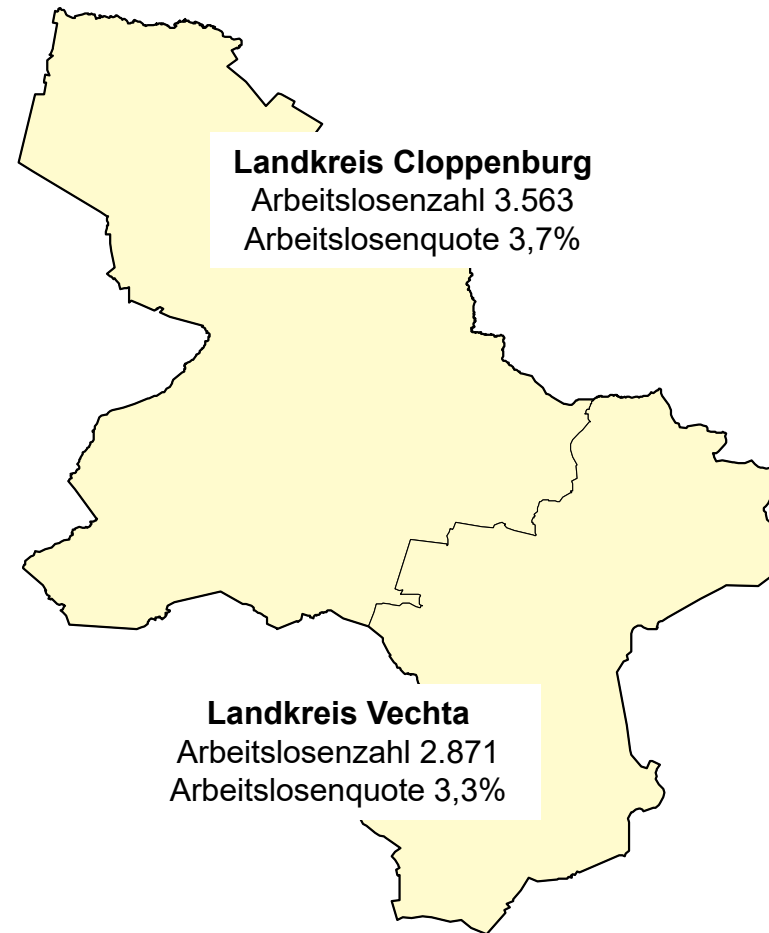 Landkreis Cloppenburg
Arbeitslosenzahl 3.563
Arbeitslosenquote 3,7%
Landkreis Vechta
Arbeitslosenzahl 2.871
Arbeitslosenquote 3,3%